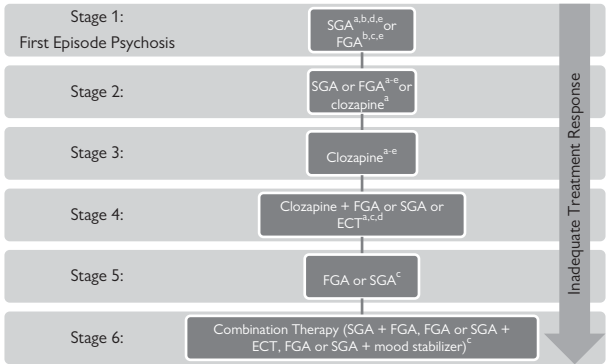 Stage 1:
First Episode Psychosis
SGAa,b,d,e or
FGAb,c,e
Stage 2:
SGA or FGAa-e or
clozapinea
Stage 3:
Clozapinea-e
Stage 4:
Clozapine + FGA or SGA or
ECTa,c,d
Stage 5:
FGA or SGAc
Stage 6:
Combination Therapy (SGA + FGA, FGA or SGA +
ECT, FGA or SGA + mood stabilizer)c
Inadequate Treatment Response